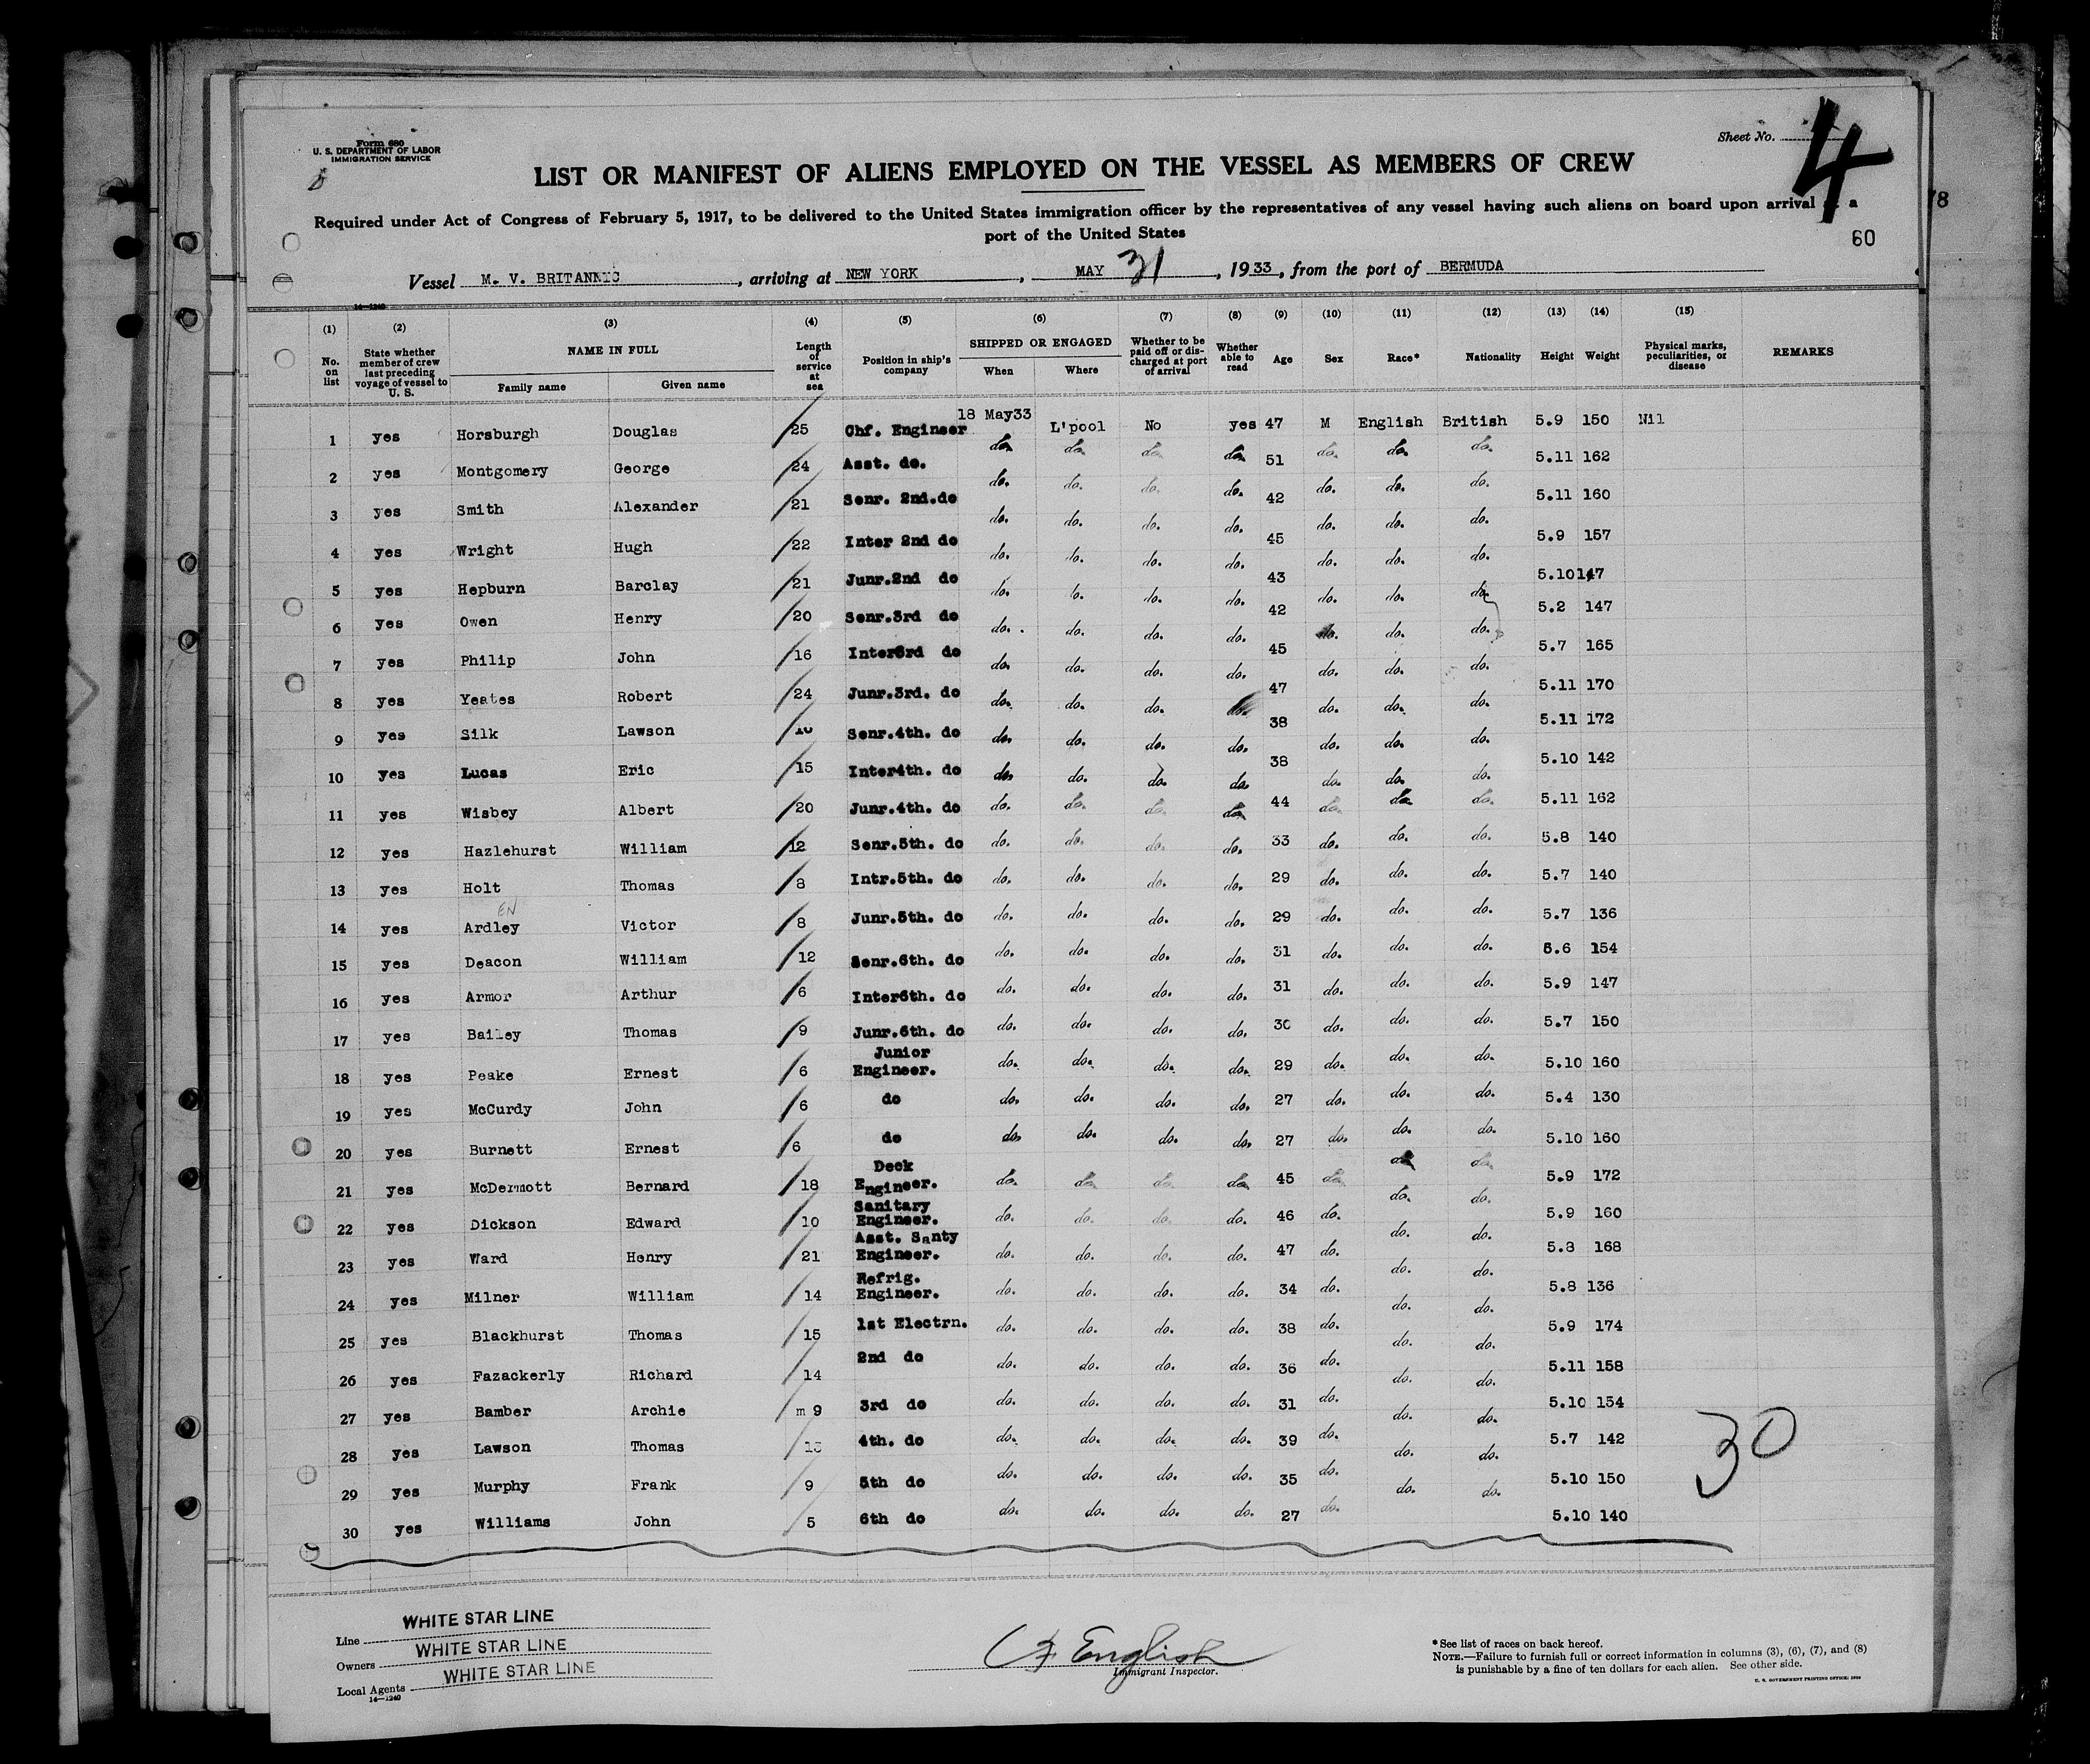 Form 680
U. S. DEPARTMENT OF LABOR
IMMIGRATION SERVICE
Sheet No. 4
LIST OR MANIFEST OF ALIENS EMPLOYED ON THE VESSEL AS MEMBERS OF CREW
Required under Act of Congress of February 5, 1917, to be delivered to the United States immigration officer by the representatives of any vessel having such aliens on board upon arrival a
port of the United States
60
Vessel M. V. BRITANNIC, arriving at NEW YORK, MAY 31, 1933, from the port of BERMUDA
14—1240
(1) (2) (3) (4) (5) (6) (7) (8) (9) (10) (11) (12) (13) (14) (15)
No. on list State whether member of crew last preceding voyage of vessel to U. S. NAME IN FULL Family name Given name Length of service at sea Position in ship's company SHIPPED OR ENGAGED When Where Whether to be paid off or discharged at port of arrival Whether able to read Age Sex Race* Nationality Height Weight Physical marks, peculiarities, or disease REMARKS
1 yes Horsburgh Douglas 25 Chf. Engineer 18 May33 L'pool No yes 47 M English British 5.9 150 Nil
2 yes Montgomery George 24 Asst. do. do. do. do. do. 51 do. do. do. 5.11 162
3 yes Smith Alexander 21 Senr. 2nd.do do. do. do. do. 42 do. do. do. 5.11 160
4 yes Wright Hugh 22 Inter 2nd do do. do. do. do. 45 do. do. do. 5.9 157
5 yes Hepburn Barclay 21 Junr.2nd do do. do. do. do. 43 do. do. do. 5.10 147
6 yes Owen Henry 20 Senr.3rd do do. do. do. do. 42 do. do. do. 5.2 147
7 yes Philip John 16 Inter3rd do do. do. do. do. 45 do. do. do. 5.7 165
8 yes Yeates Robert 24 Junr.3rd. do do. do. do. do. 47 do. do. do. 5.11 170
9 yes Silk Lawson Senr.4th. do do. do. do. do. 38 do. do. do. 5.11 172
10 yes Lucas Eric 15 Inter4th. do do. do. do. do. 38 do. do. do. 5.10 142
11 yes Wisbey Albert 20 Junr.4th. do do. do. do. do. 44 do. do. do. 5.11 162
12 yes Hazlehurst William 12 Senr.5th. do do. do. do. do. 33 do. do. do. 5.8 140
13 yes Holt Thomas 8 Intr.5th. do do. do. do. do. 29 do. do. do. 5.7 140
EN
14 yes Ardley Victor 8 Junr.5th. do do. do. do. do. 29 do. do. do. 5.7 136
15 yes Deacon William 12 Senr.6th. do do. do. do. do. 31 do. do. do. 5.6 154
16 yes Armor Arthur 6 Inter6th. do do. do. do. do. 31 do. do. do. 5.9 147
17 yes Bailey Thomas 9 Junr.6th. do do. do. do. do. 30 do. do. do. 5.7 150
18 yes Peake Ernest 6 Junior Engineer. do. do. do. do. 29 do. do. do. 5.10 160
19 yes McCurdy John 6 do do. do. do. do. 27 do. do. do. 5.4 130
20 yes Burnett Ernest 6 do do. do. do. do. 27 do. do. do. 5.10 160
21 yes McDermott Bernard 18 Deck Engineer. do. do. do. do. 45 do. do. do. 5.9 172
22 yes Dickson Edward 10 Sanitary Engineer. do. do. do. do. 46 do. do. do. 5.9 160
23 yes Ward Henry 21 Asst. Santy Engineer. do. do. do. do. 47 do. do. do. 5.8 168
24 yes Milner William 14 Refrig. Engineer. do. do. do. do. 34 do. do. do. 5.8 136
25 yes Blackhurst Thomas 15 1st Electrn. do. do. do. do. 38 do. do. do. 5.9 174
26 yes Fazackerly Richard 14 2nd do do. do. do. do. 36 do. do. do. 5.11 158
27 yes Bamber Archie m 9 3rd do do. do. do. do. 31 do. do. do. 5.10 154
28 yes Lawson Thomas 4th. do do. do. do. do. 39 do. do. do. 5.7 142
29 yes Murphy Frank 9 5th do do. do. do. do. 35 do. do. do. 5.10 150
30 yes Williams John 5 6th do do. do. do. do. 27 do. do. do. 5.10 140
30
Line WHITE STAR LINE
Owners WHITE STAR LINE
Local Agents WHITE STAR LINE
14—1240
English
Immigrant Inspector.
*See list of races on back hereof.
NOTE.—Failure to furnish full or correct information in columns (3), (6), (7), and (8)
is punishable by a fine of ten dollars for each alien. See other side.